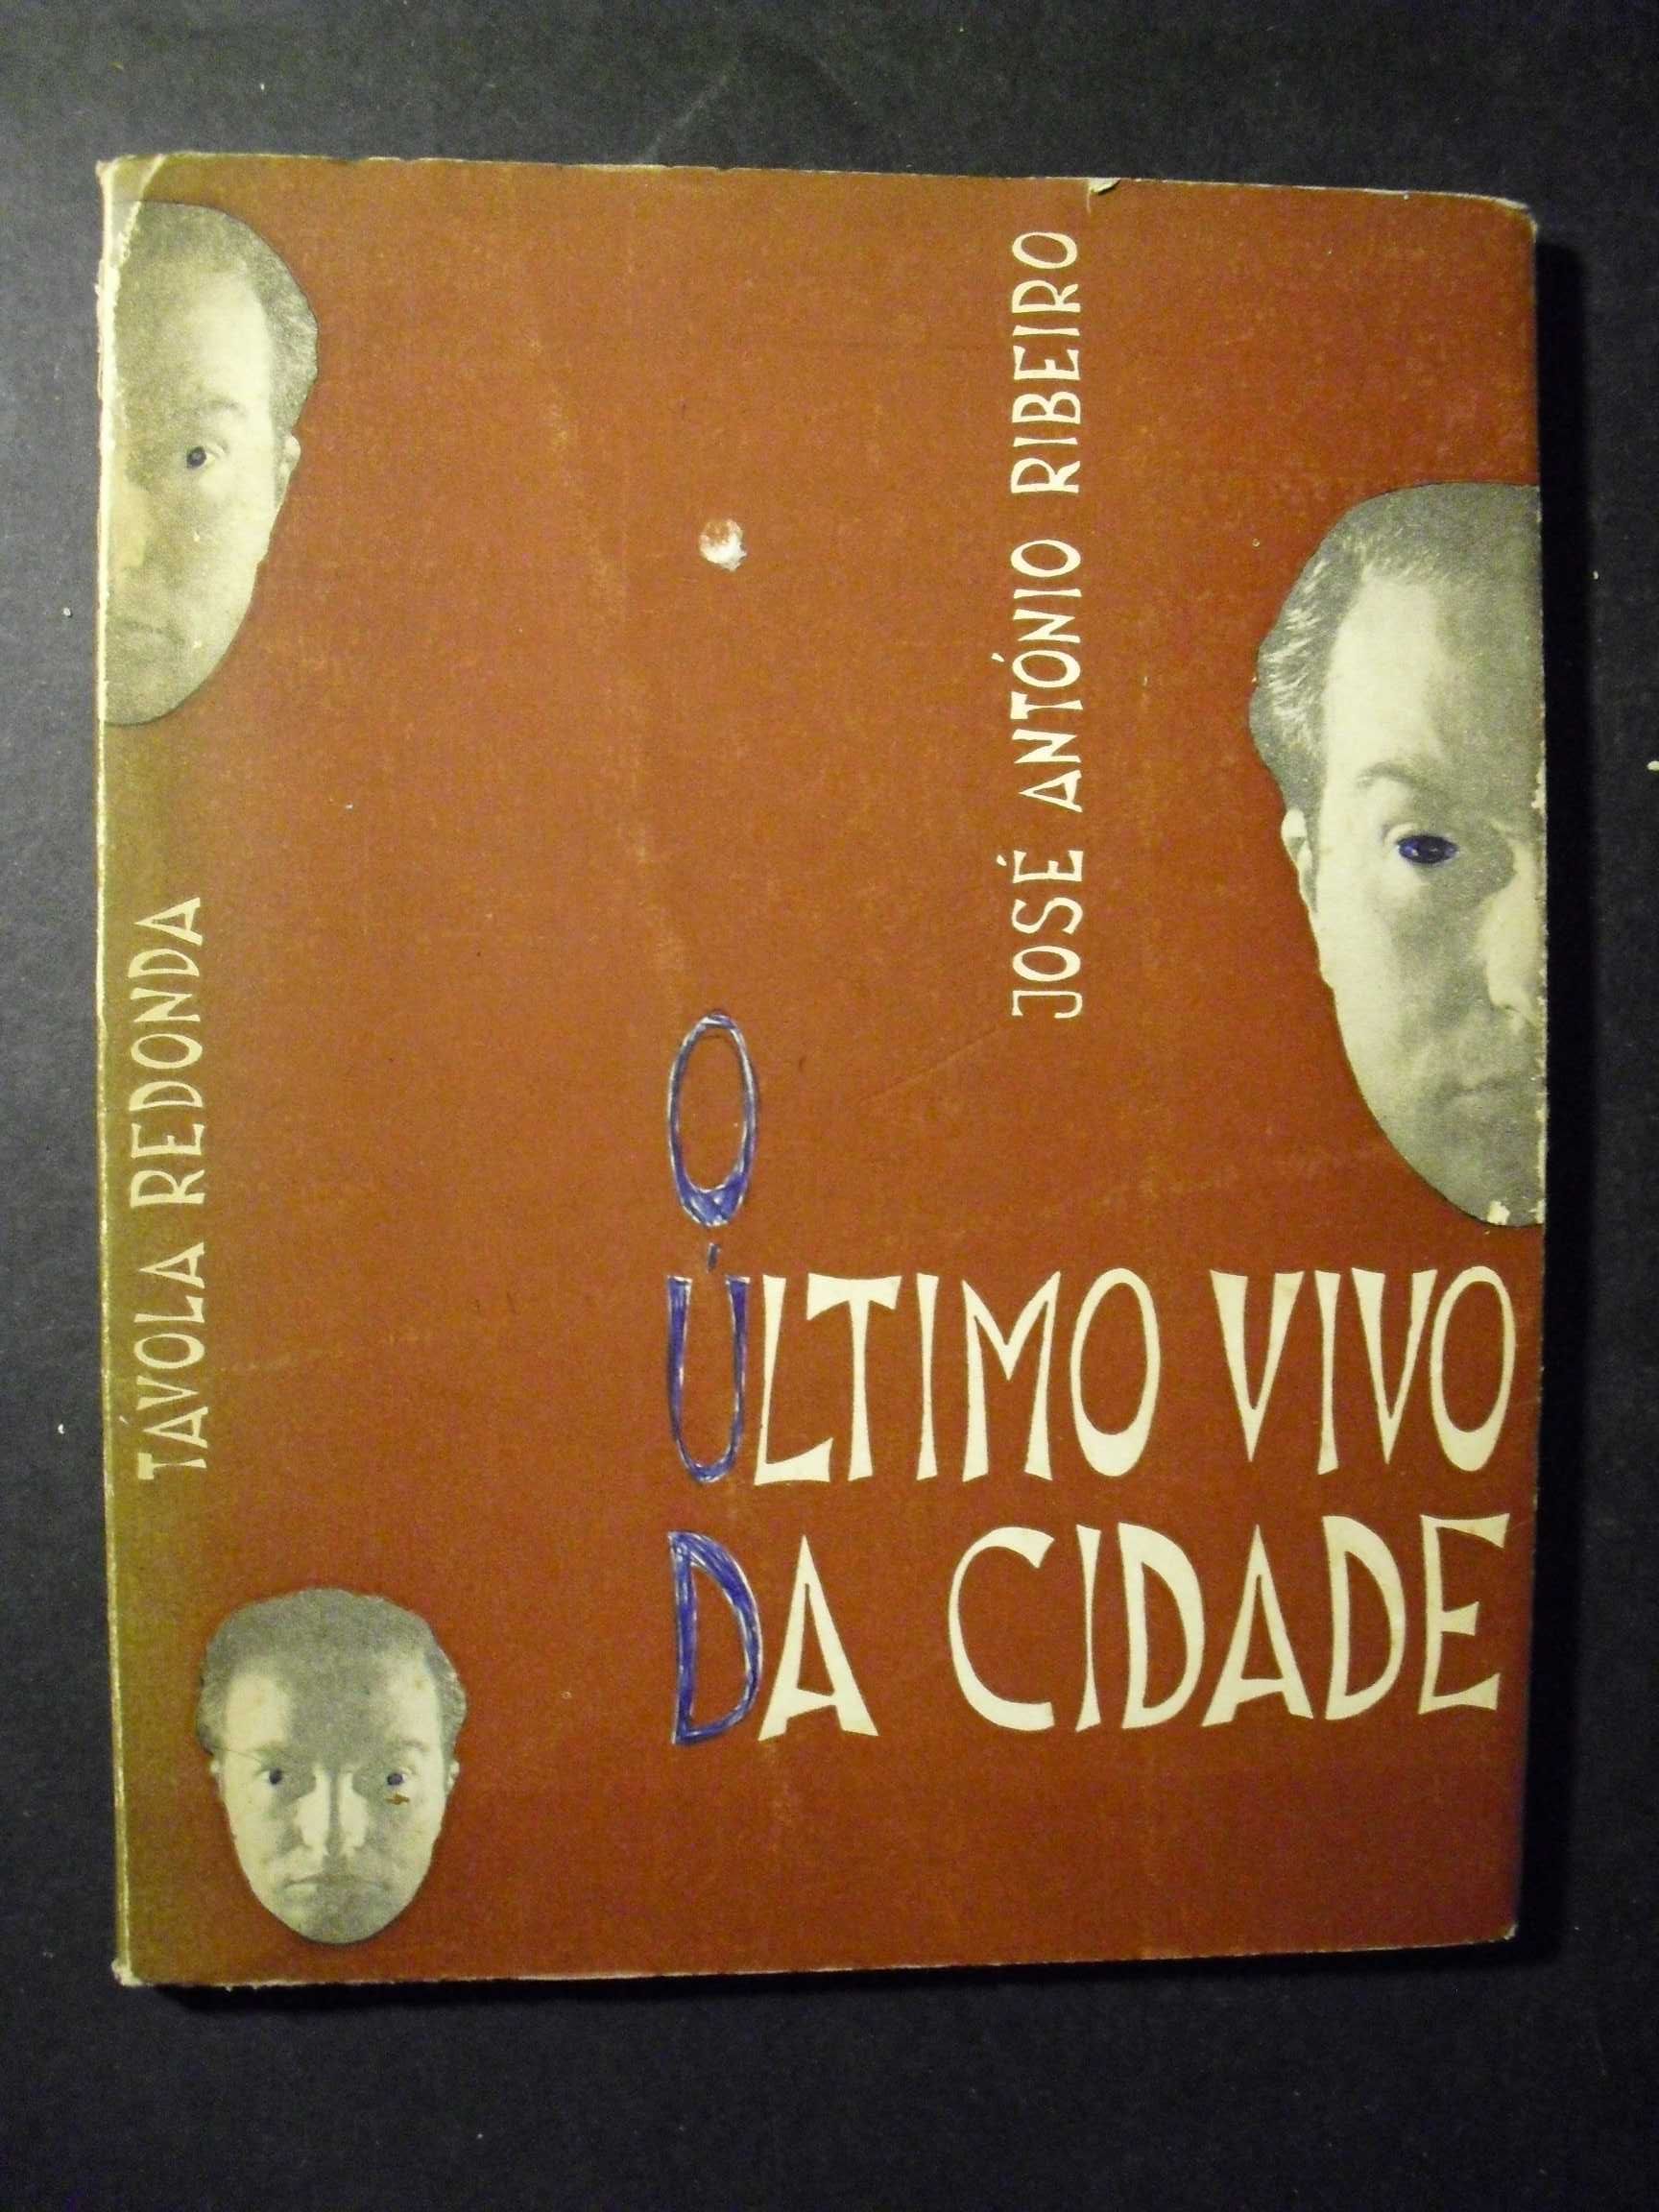 TÁVOLA REDONDA
JOSÉ ANTÓNIO RIBEIRO
O
ÚLTIMO VIVO
DA CIDADE